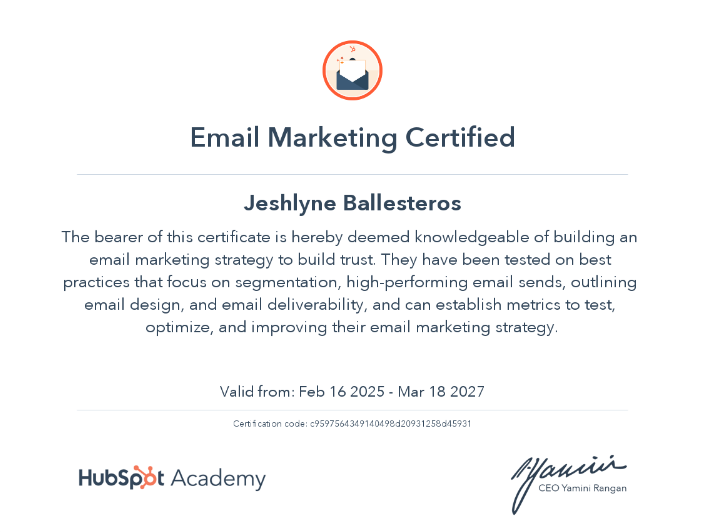 Email Marketing Certified
Jeshlyne Ballesteros
The bearer of this certificate is hereby deemed knowledgeable of building an
email marketing strategy to build trust. They have been tested on best
practices that focus on segmentation, high-performing email sends, outlining
email design, and email deliverability, and can establish metrics to test,
optimize, and improving their email marketing strategy.
Valid from: Feb 16 2025 - Mar 18 2027
Certification code: c9597564349140498d20931258d45931
HubSpot Academy
CEO Yamini Rangan